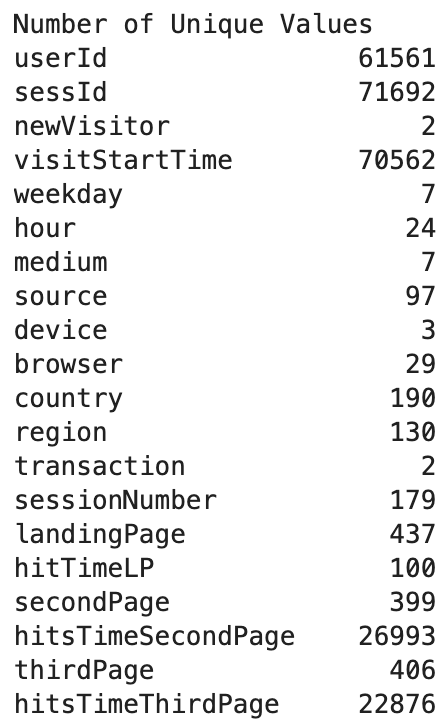 Number of Unique Values
userId 61561
sessId 71692
newVisitor 2
visitStartTime 70562
weekday 7
hour 24
medium 7
source 97
device 3
browser 29
country 190
region 130
transaction 2
sessionNumber 179
landingPage 437
hitTimeLP 100
secondPage 399
hitsTimeSecondPage 26993
thirdPage 406
hitsTimeThirdPage 22876